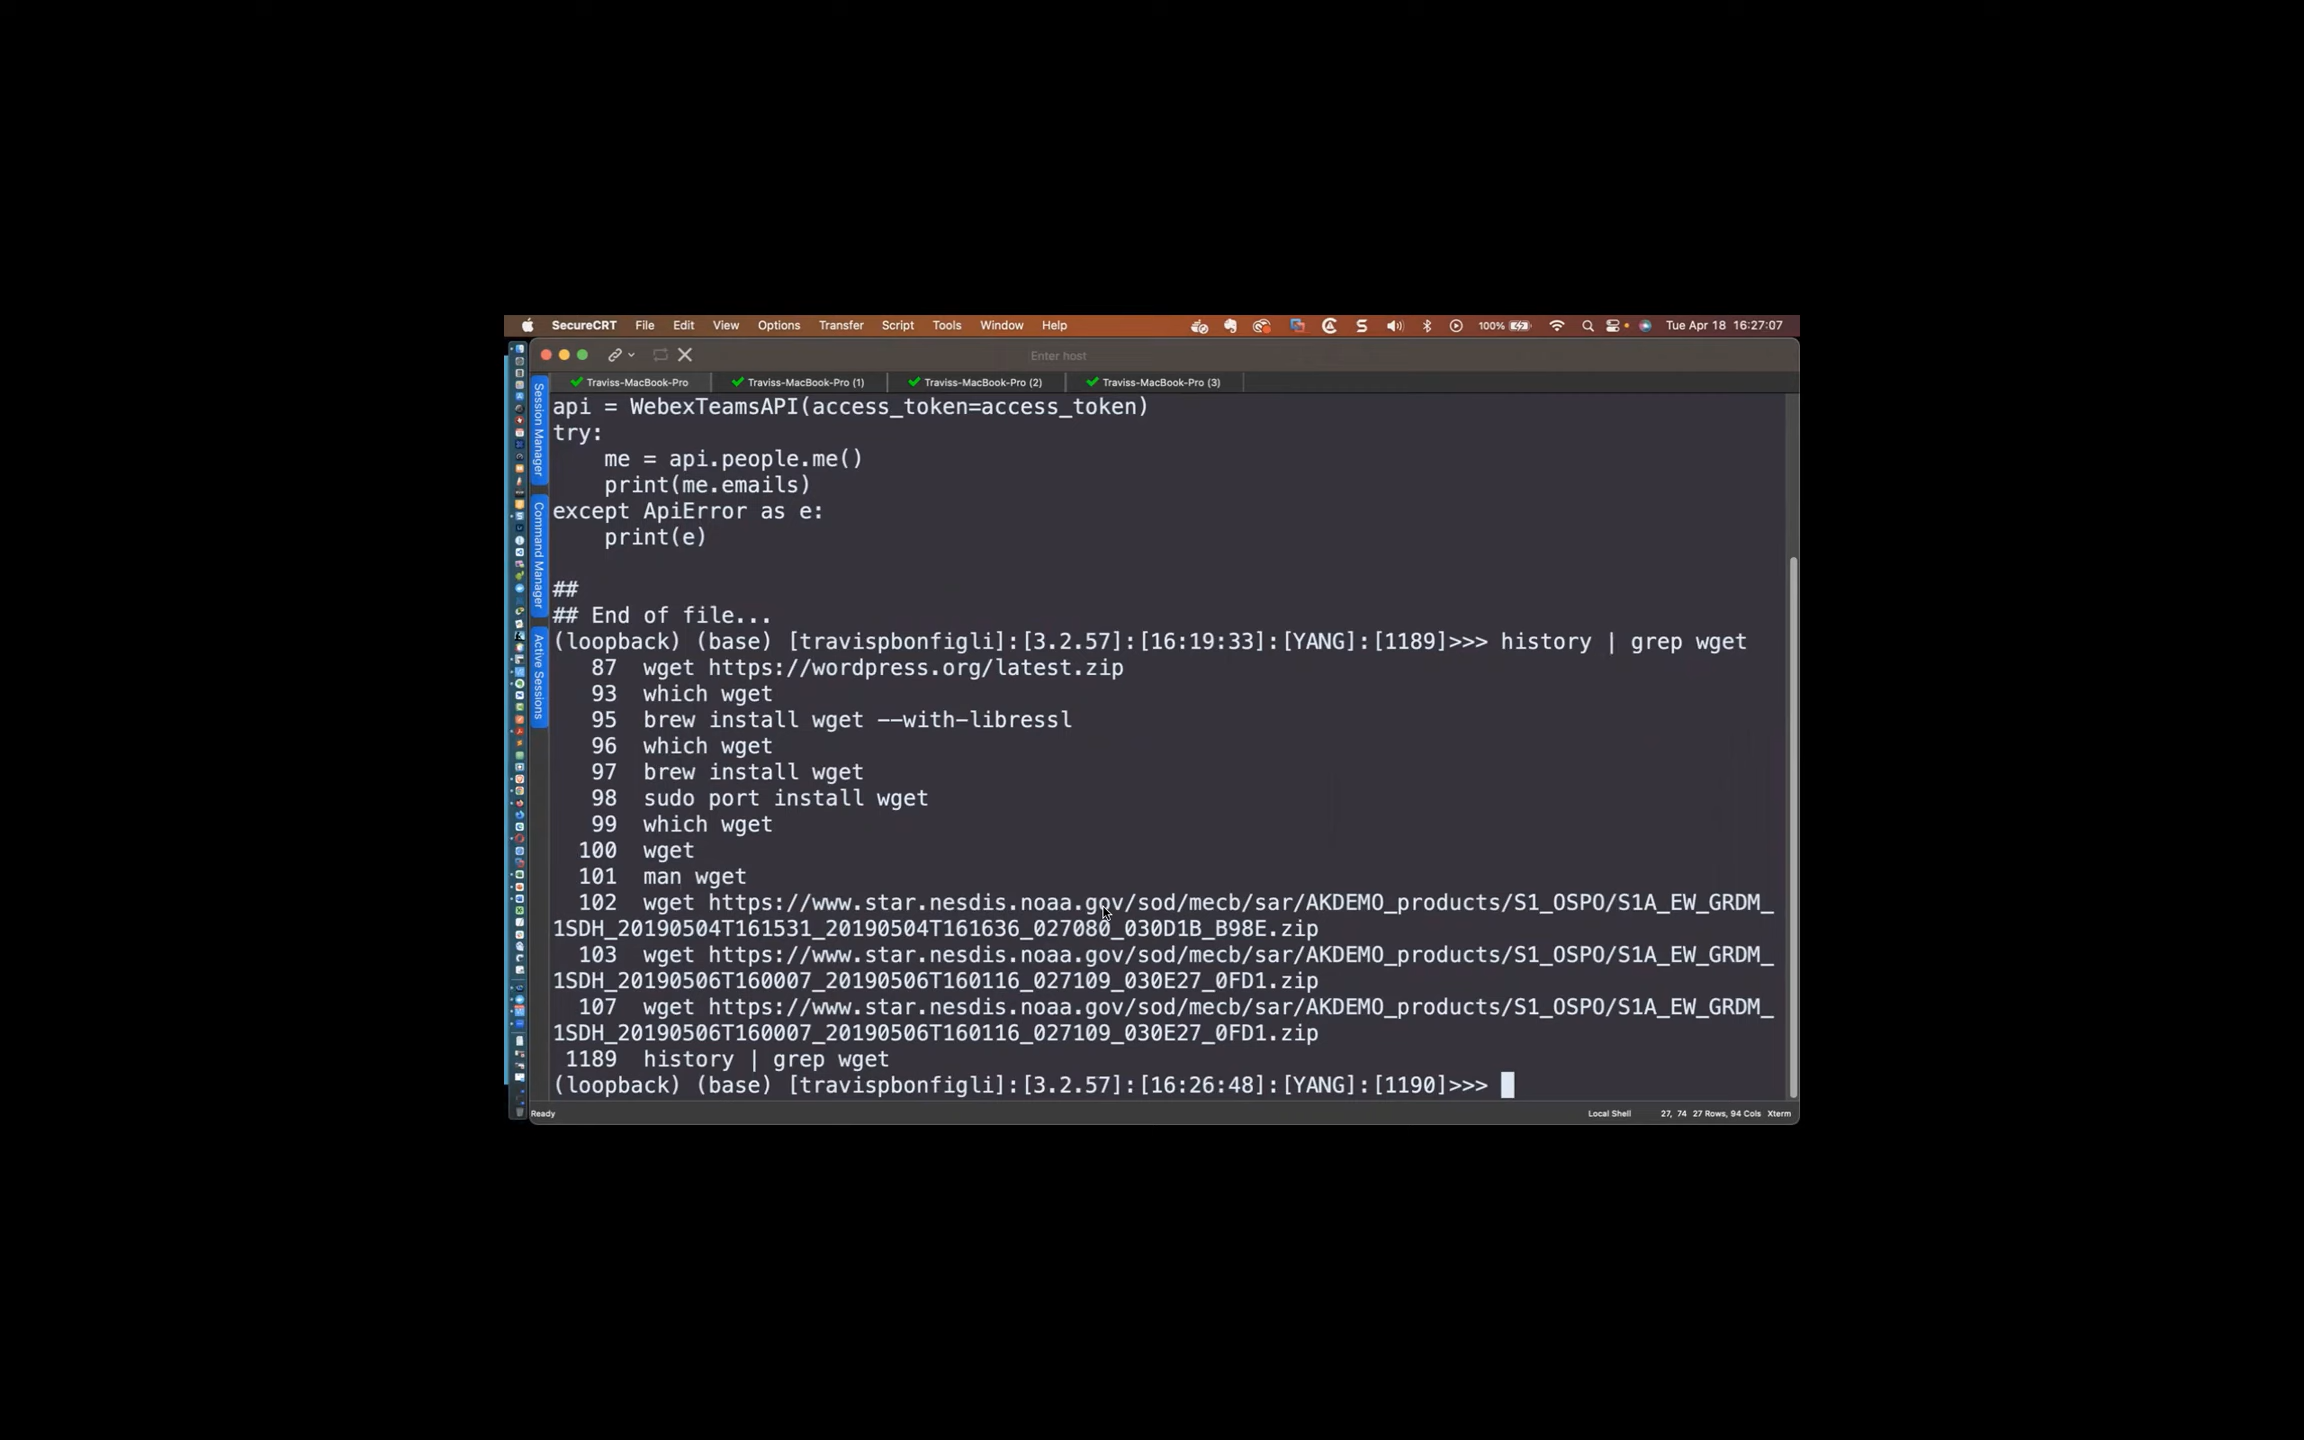 SecureCRT File Edit View Options Transfer Script Tools Window Help 100% Tue Apr 18 16:27:07
Enter host
Traviss-MacBook-Pro Traviss-MacBook-Pro (1) Traviss-MacBook-Pro (2) Traviss-MacBook-Pro (3)
Session Manager
Command Manager
Active Sessions
api = WebexTeamsAPI(access_token=access_token)
try:
    me = api.people.me()
    print(me.emails)
except ApiError as e:
    print(e)
##
## End of file...
(loopback) (base) [travispbonfigli]:[3.2.57]:[16:19:33]:[YANG]:[1189]>>> history | grep wget
   87  wget https://wordpress.org/latest.zip
   93  which wget
   95  brew install wget --with-libressl
   96  which wget
   97  brew install wget
   98  sudo port install wget
   99  which wget
  100  wget
  101  man wget
  102  wget https://www.star.nesdis.noaa.gov/sod/mecb/sar/AKDEMO_products/S1_OSPO/S1A_EW_GRDM_
1SDH_20190504T161531_20190504T161636_027080_030D1B_B98E.zip
  103  wget https://www.star.nesdis.noaa.gov/sod/mecb/sar/AKDEMO_products/S1_OSPO/S1A_EW_GRDM_
1SDH_20190506T160007_20190506T160116_027109_030E27_0FD1.zip
  107  wget https://www.star.nesdis.noaa.gov/sod/mecb/sar/AKDEMO_products/S1_OSPO/S1A_EW_GRDM_
1SDH_20190506T160007_20190506T160116_027109_030E27_0FD1.zip
 1189  history | grep wget
(loopback) (base) [travispbonfigli]:[3.2.57]:[16:26:48]:[YANG]:[1190]>>>
Ready Local Shell 27, 74 27 Rows, 94 Cols Xterm